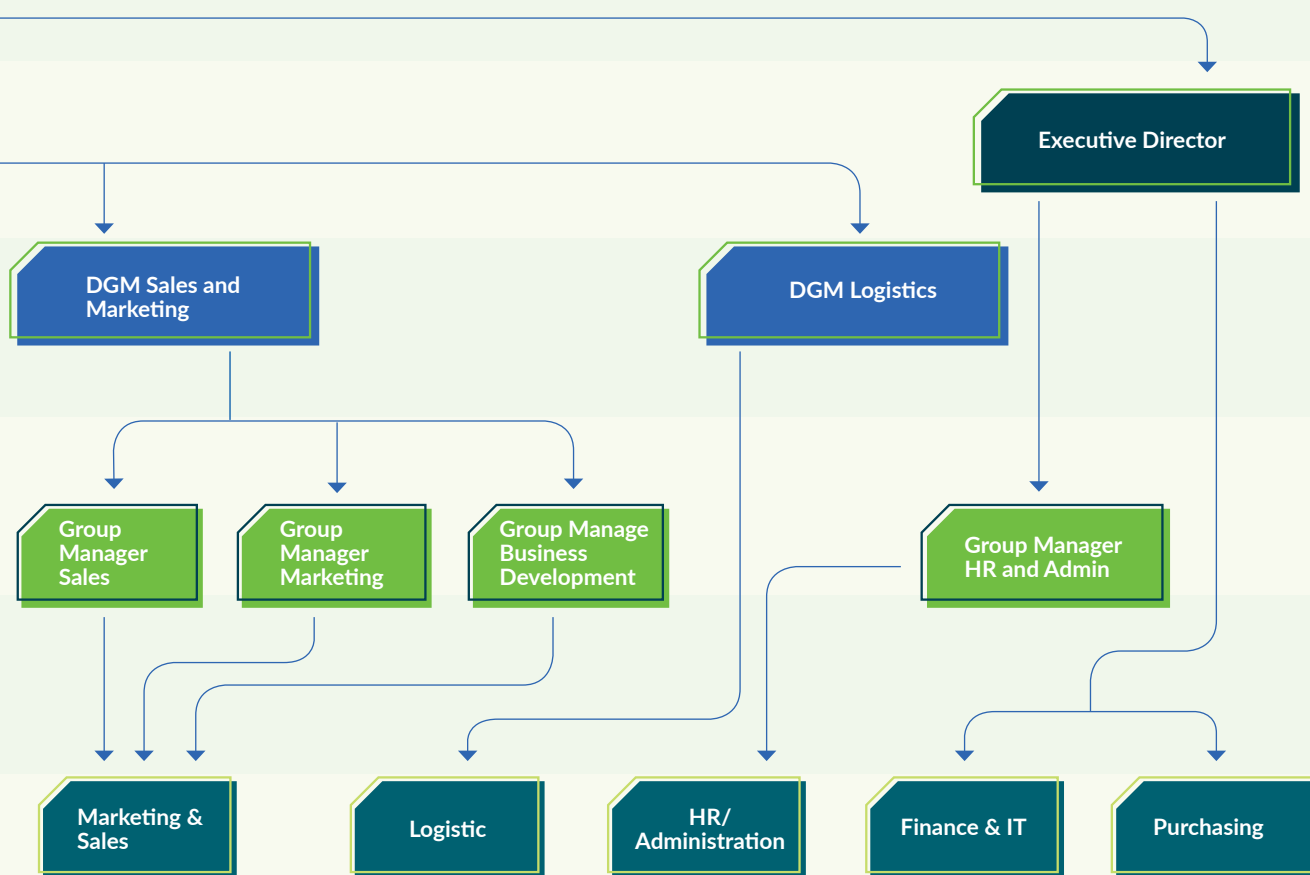 Executive Director
DGM Sales and
Marketing
DGM Logistics
Group
Manager
Sales
Group
Manager
Marketing
Group Manage
Business
Development
Group Manager
HR and Admin
Marketing &
Sales
Logistic
HR/
Administration
Finance & IT
Purchasing